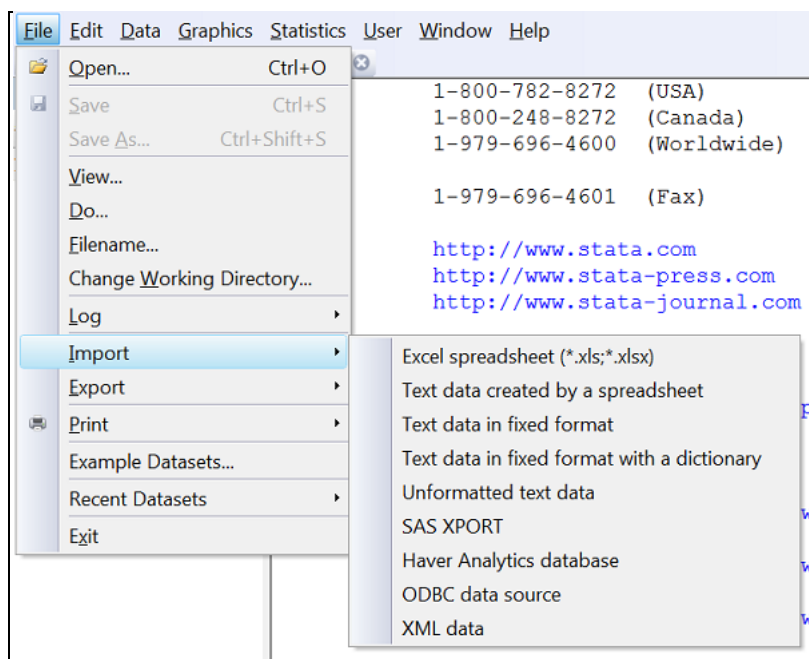 File Edit Data Graphics Statistics User Window Help
Open... Ctrl+O
Save Ctrl+S
Save As... Ctrl+Shift+S
View...
Do...
Filename...
Change Working Directory...
Log
Import
Export
Print
Example Datasets...
Recent Datasets
Exit
1-800-782-8272 (USA)
1-800-248-8272 (Canada)
1-979-696-4600 (Worldwide)
1-979-696-4601 (Fax)
http://www.stata.com
http://www.stata-press.com
http://www.stata-journal.com
Excel spreadsheet (*.xls;*.xlsx)
Text data created by a spreadsheet
Text data in fixed format
Text data in fixed format with a dictionary
Unformatted text data
SAS XPORT
Haver Analytics database
ODBC data source
XML data